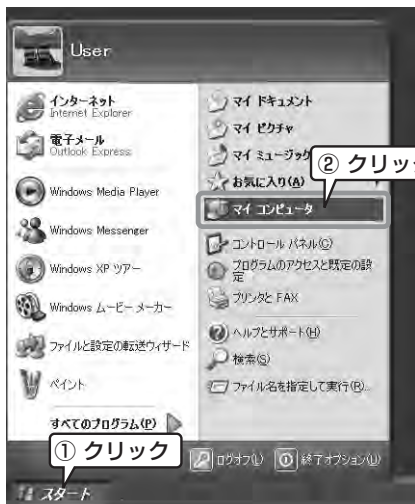 User
インターネット
Internet Explorer
電子メール
Outlook Express
Windows Media Player
Windows Messenger
Windows XP ツアー
Windows ムービー メーカー
ファイルと設定の転送ウィザード
ペイント
すべてのプログラム(P)
マイ ドキュメント
マイ ピクチャ
マイ ミュージック
お気に入り(A)
② クリック
マイ コンピュータ
コントロール パネル(C)
プログラムのアクセスと既定の設
定
プリンタと FAX
ヘルプとサポート(H)
検索(S)
ファイル名を指定して実行(R)...
① クリック
ログオフ(L)
終了オプション(U)
スタート